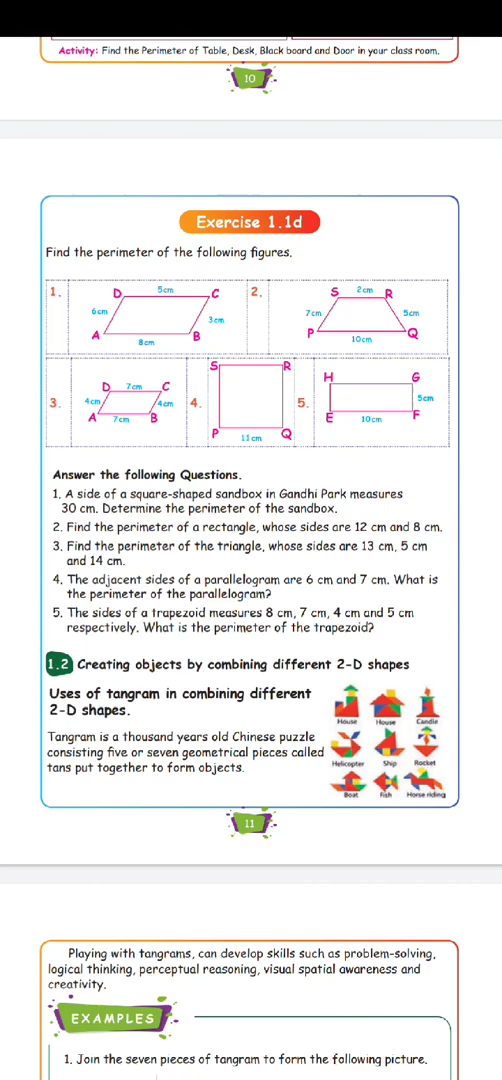 Activity: Find the Perimeter of Table, Desk, Black board and Door in your class room.
10
Exercise 1.1d
Find the perimeter of the following figures.
1.
D
5cm
C
6cm
3cm
A
B
8cm
2.
S
2cm
R
7cm
5cm
P
Q
10cm
3.
D
7cm
C
4cm
4cm
A
7cm
B
4.
S
R
P
11cm
Q
5.
H
G
5cm
E
10cm
F
Answer the following Questions.
1. A side of a square-shaped sandbox in Gandhi Park measures
30 cm. Determine the perimeter of the sandbox.
2. Find the perimeter of a rectangle, whose sides are 12 cm and 8 cm.
3. Find the perimeter of the triangle, whose sides are 13 cm, 5 cm
and 14 cm.
4. The adjacent sides of a parallelogram are 6 cm and 7 cm. What is
the perimeter of the parallelogram?
5. The sides of a trapezoid measures 8 cm, 7 cm, 4 cm and 5 cm
respectively. What is the perimeter of the trapezoid?
1.2 Creating objects by combining different 2-D shapes
Uses of tangram in combining different
2-D shapes.
Tangram is a thousand years old Chinese puzzle
consisting five or seven geometrical pieces called
tans put together to form objects.
House House Candle
Helicopter Ship Rocket
Boat Fish Horse riding
11
Playing with tangrams, can develop skills such as problem-solving,
logical thinking, perceptual reasoning, visual spatial awareness and
creativity.
EXAMPLES
1. Join the seven pieces of tangram to form the following picture.